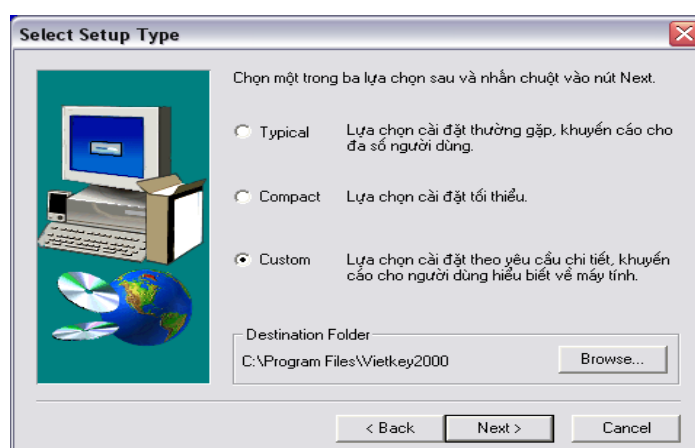 Select Setup Type
Chọn một trong ba lựa chọn sau và nhấn chuột vào nút Next.
Typical Lựa chọn cài đặt thường gặp, khuyến cáo cho
đa số người dùng.
Compact Lựa chọn cài đặt tối thiểu.
Custom Lựa chọn cài đặt theo yêu cầu chi tiết, khuyến
cáo cho người dùng hiểu biết về máy tính.
Destination Folder
C:\Program Files\Vietkey2000 Browse...
< Back Next > Cancel